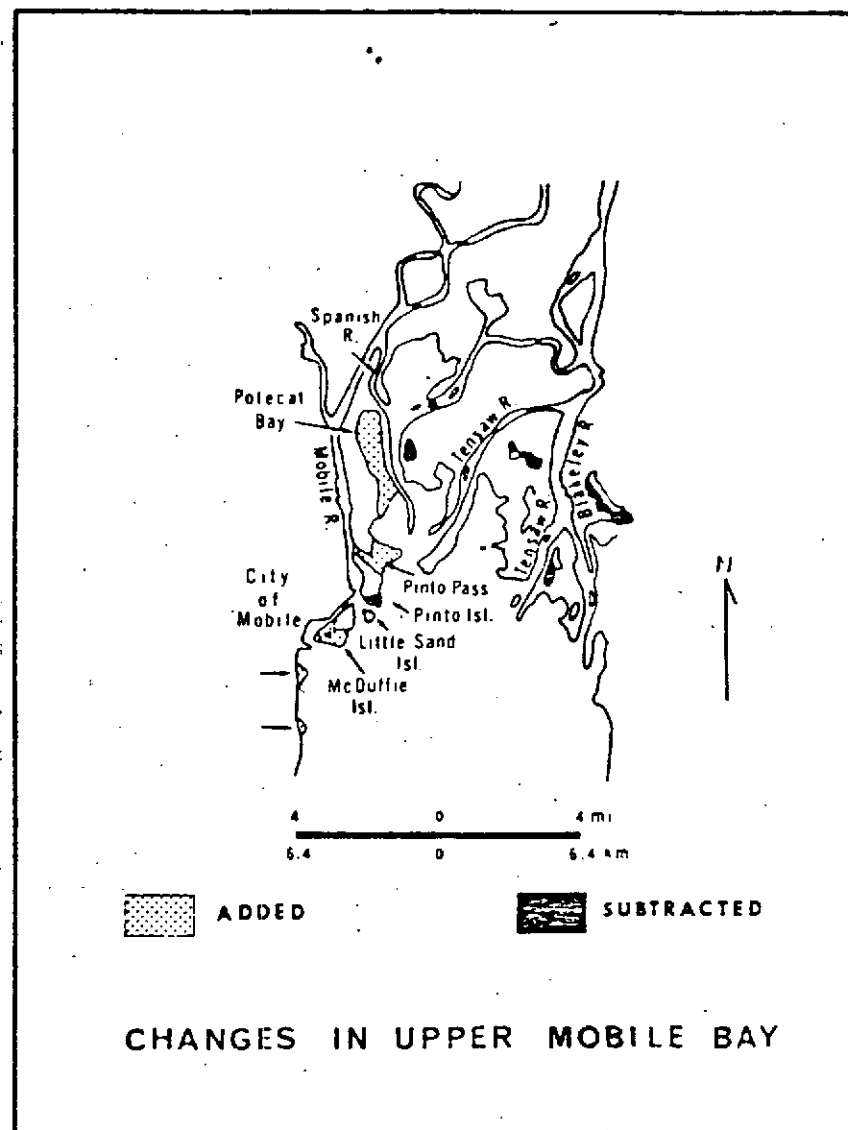 Spanish
R.
Polecat
Bay
Mobile R.
Tensaw R.
Blakeley R.
Tensaw R.
N
City
of
Mobile
Pinto Pass
Pinto Isl.
Little Sand
Isl.
McDuffie
Isl.
4 0 4 mi
6.4 0 6.4 km
ADDED
SUBTRACTED
CHANGES IN UPPER MOBILE BAY